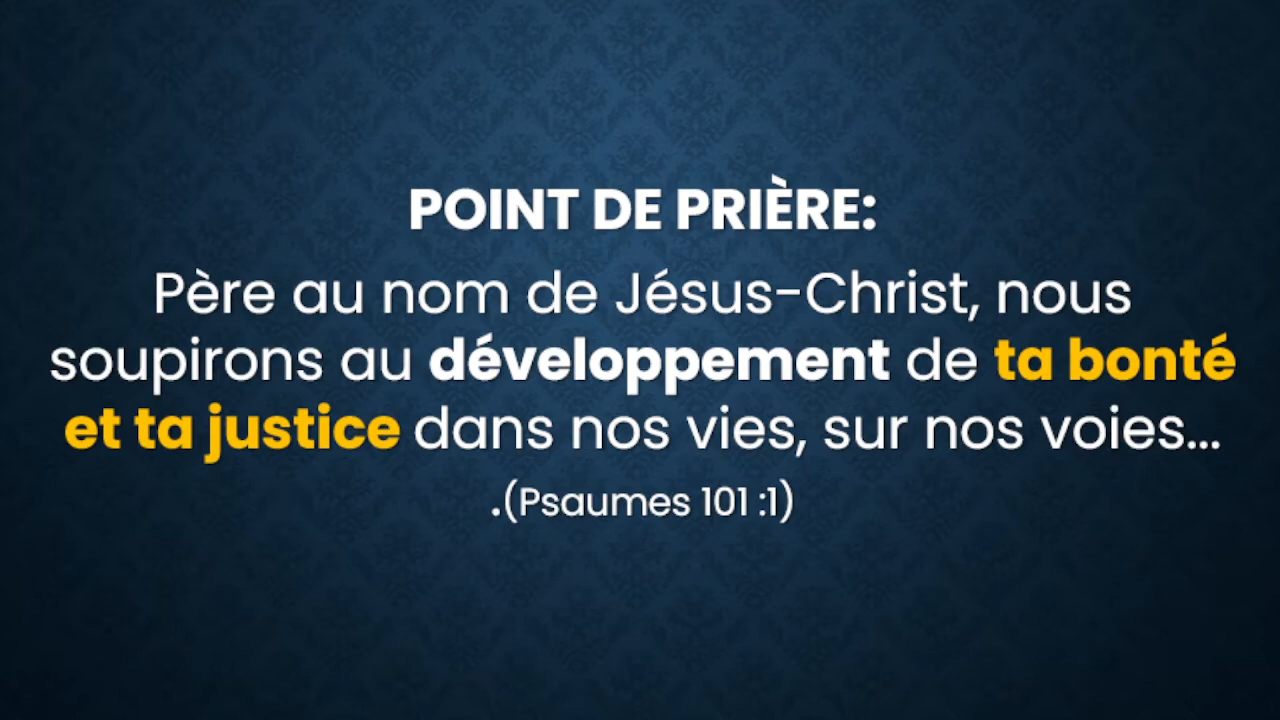 POINT DE PRIÈRE:
Père au nom de Jésus-Christ, nous
soupirons au développement de ta bonté
et ta justice dans nos vies, sur nos voies...
.(Psaumes 101 :1)